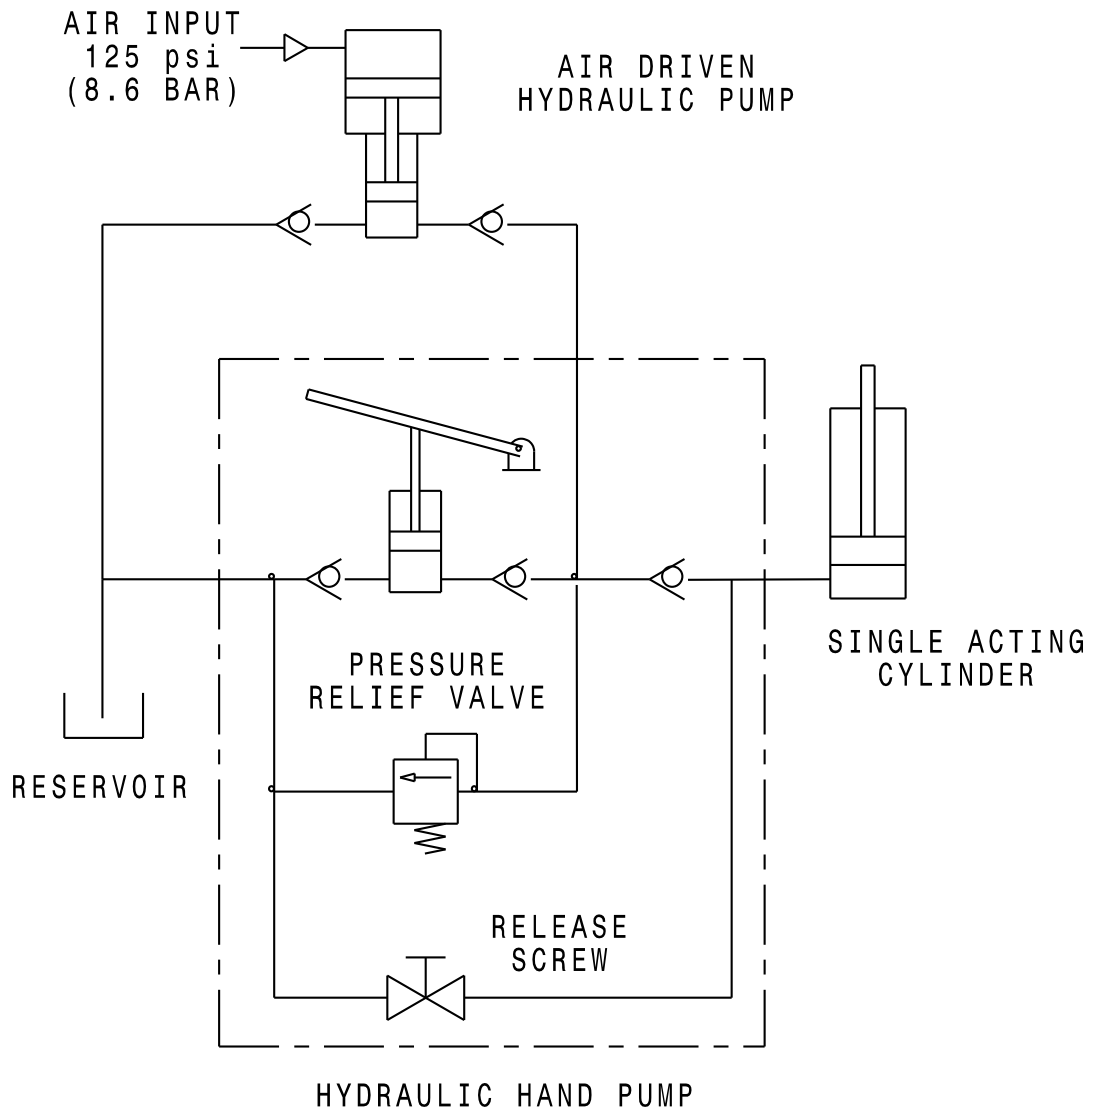 AIR INPUT
125 psi
(8.6 BAR)
AIR DRIVEN
HYDRAULIC PUMP
SINGLE ACTING
CYLINDER
PRESSURE
RELIEF VALVE
RESERVOIR
RELEASE
SCREW
HYDRAULIC HAND PUMP